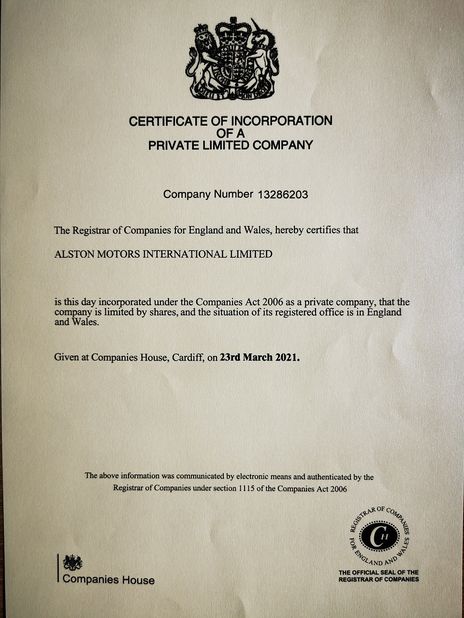 CERTIFICATE OF INCORPORATION
OF A
PRIVATE LIMITED COMPANY
Company Number 13286203
The Registrar of Companies for England and Wales, hereby certifies that
ALSTON MOTORS INTERNATIONAL LIMITED
is this day incorporated under the Companies Act 2006 as a private company, that the
company is limited by shares, and the situation of its registered office is in England
and Wales.
Given at Companies House, Cardiff, on 23rd March 2021.
The above information was communicated by electronic means and authenticated by the
Registrar of Companies under section 1115 of the Companies Act 2006
Companies House
REGISTRAR OF COMPANIES
FOR ENGLAND AND WALES
THE OFFICIAL SEAL OF THE
REGISTRAR OF COMPANIES